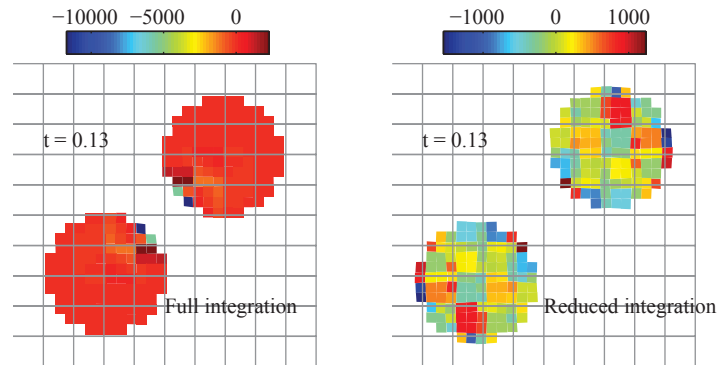 −10000 −5000 0
t = 0.13
Full integration
−1000 0 1000
t = 0.13
Reduced integration